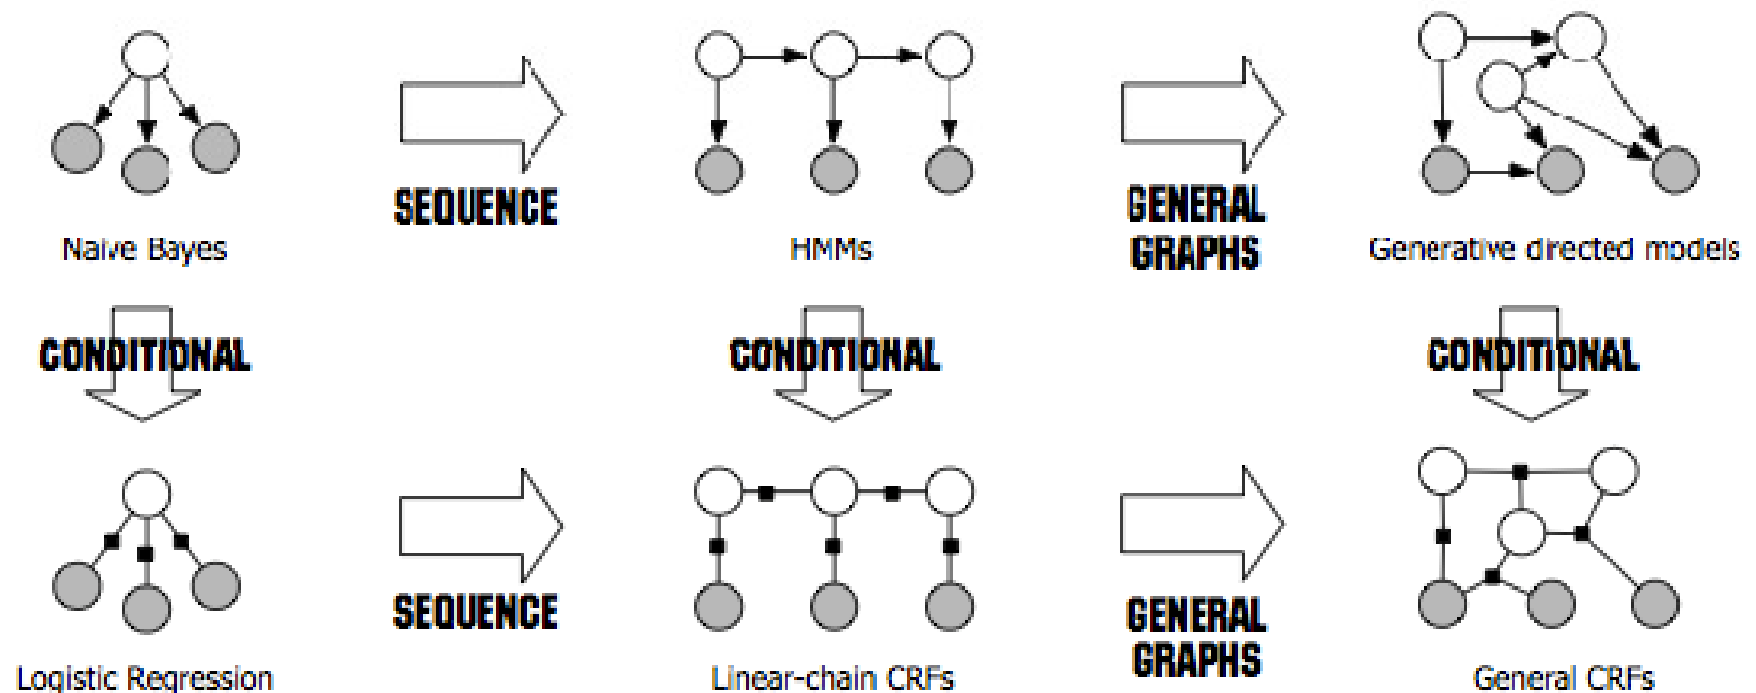 SEQUENCE
GENERAL
GRAPHS
Naive Bayes
HMMs
Generative directed models
CONDITIONAL
CONDITIONAL
CONDITIONAL
SEQUENCE
GENERAL
GRAPHS
Logistic Regression
Linear-chain CRFs
General CRFs